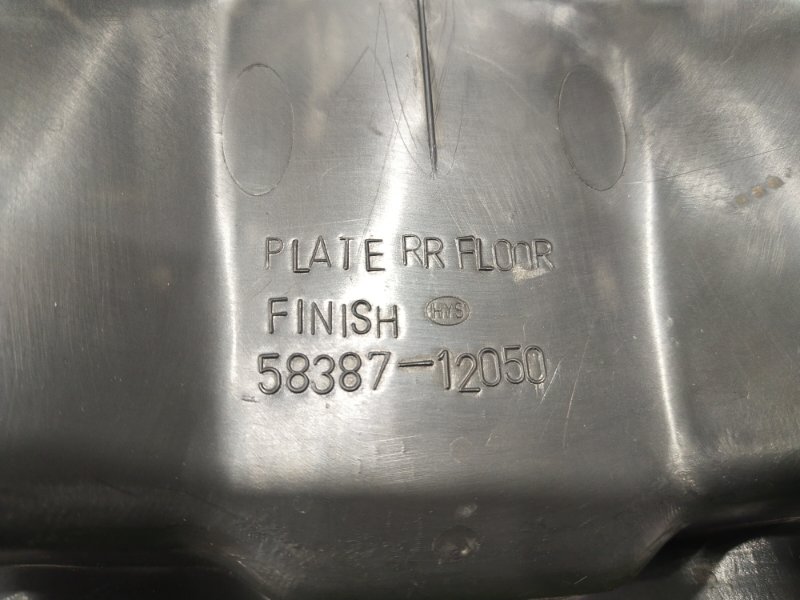 PLATE RR FLOOR
FINISH HYS
58387-12050